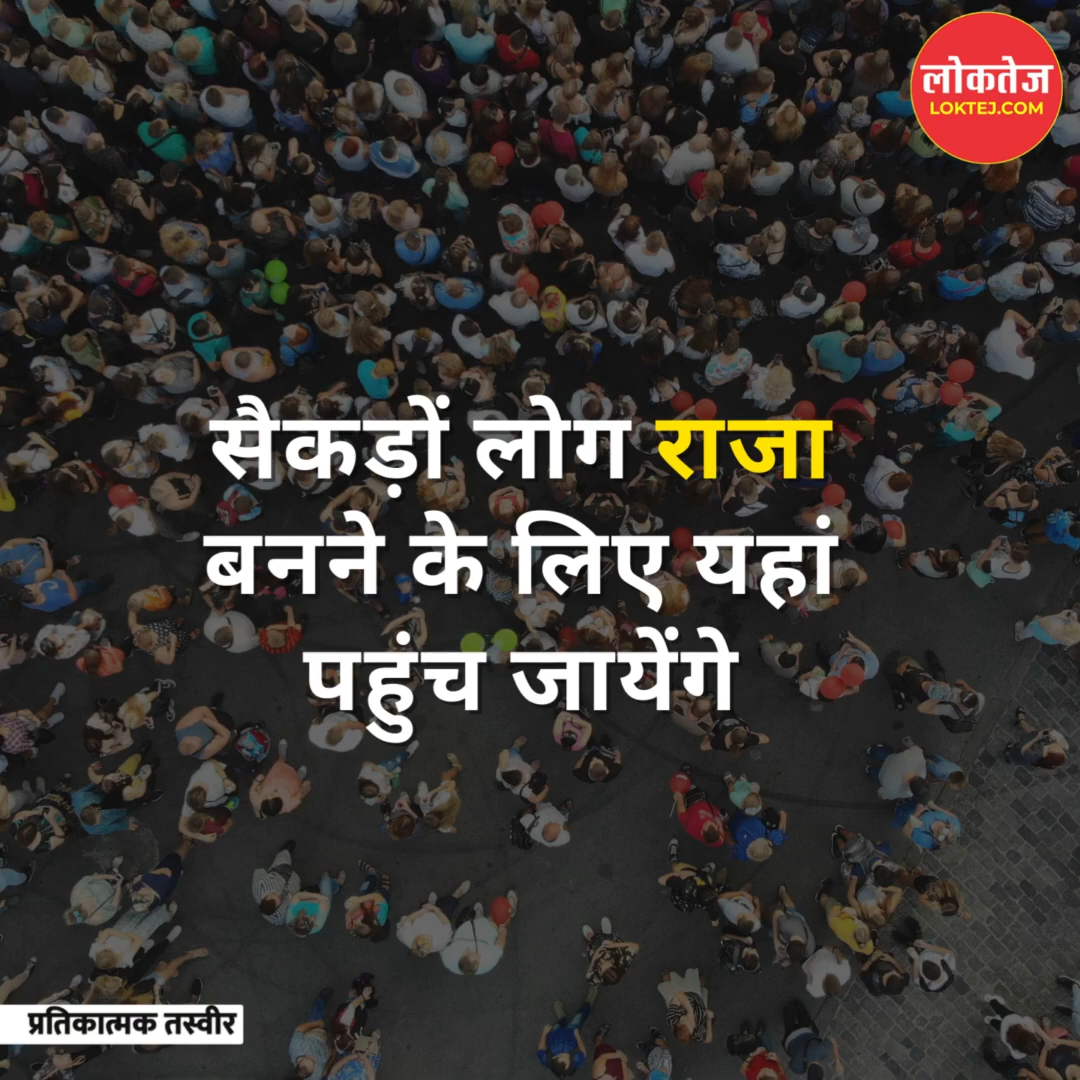 लोकतेज
LOKTEJ.COM
सैकड़ों लोग राजा
बनने के लिए यहां
पहुंच जायेंगे
प्रतिकात्मक तस्वीर